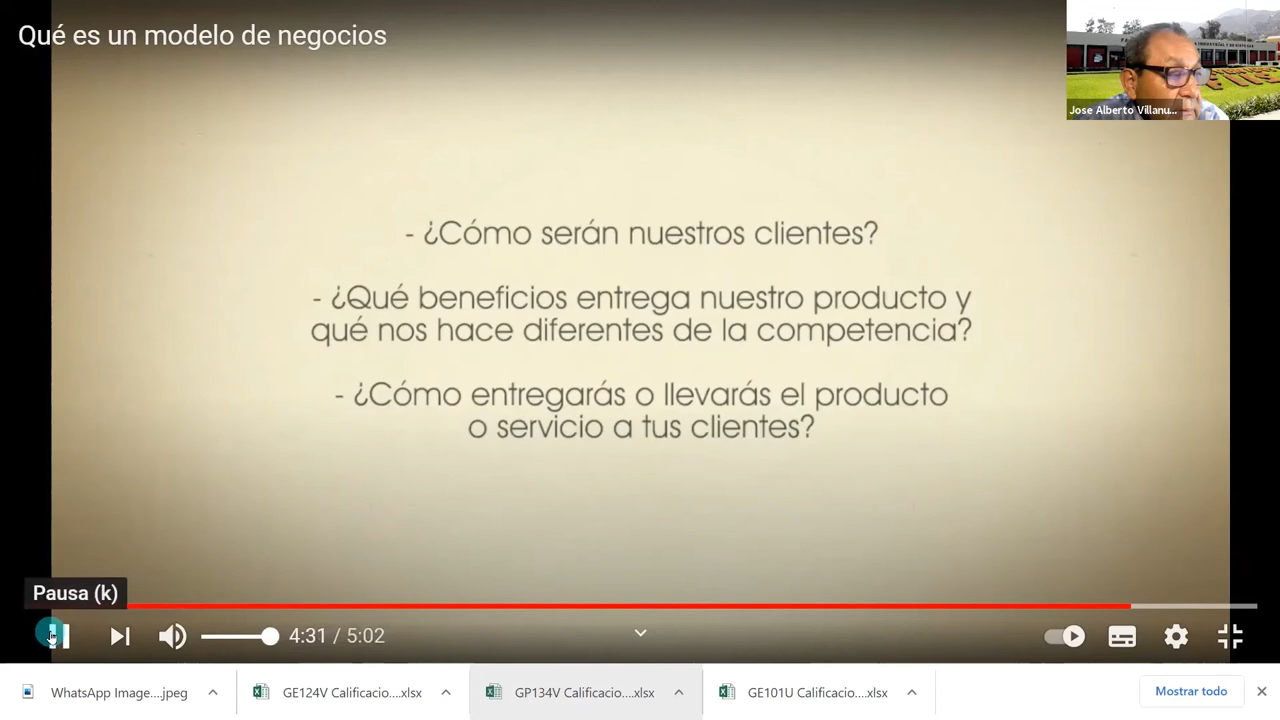 Qué es un modelo de negocios
Jose Alberto Villanu...
- ¿Cómo serán nuestros clientes?
- ¿Qué beneficios entrega nuestro producto y
qué nos hace diferentes de la competencia?
- ¿Cómo entregarás o llevarás el producto
o servicio a tus clientes?
Pausa (k)
4:31 / 5:02
WhatsApp Image....jpeg
GE124V Calificacio....xlsx
GP134V Calificacio....xlsx
GE101U Calificacio....xlsx
Mostrar todo